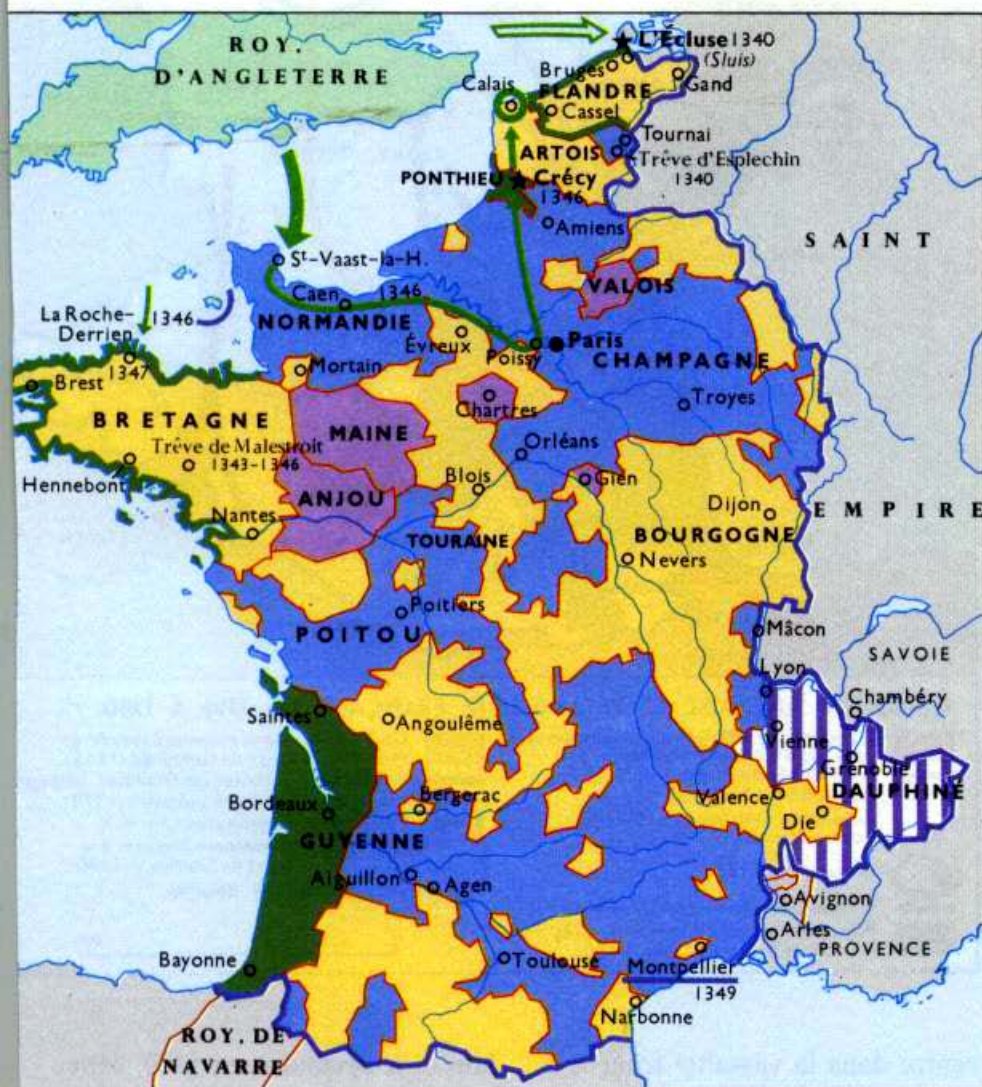 ROY.
D'ANGLETERRE
L'Écluse 1340
(Sluis)
Bruges
FLANDRE
Gand
Calais
Cassel
Tournai
ARTOIS
Trêve d'Esplechin
1340
PONTHIEU
Crécy
1346
Amiens
SAINT
St-Vaast-la-H.
VALOIS
Caen
1346
La Roche-
Derrien
1346
NORMANDIE
Évreux
Poissy
Paris
CHAMPAGNE
1347
Mortain
Brest
Chartres
Troyes
BRETAGNE
MAINE
Orléans
Trêve de Malestroit
1343-1346
Hennebont
Blois
Gien
ANJOU
Dijon
EMPIRE
Nantes
TOURAINE
BOURGOGNE
Nevers
Poitiers
POITOU
Mâcon
SAVOIE
Lyon
Chambéry
Saintes
Angoulême
Vienne
Grenoble
Valence
DAUPHINÉ
Bordeaux
Bergerac
Die
GUYENNE
Aiguillon
Agen
Avignon
Arles
PROVENCE
Bayonne
Toulouse
Montpellier
1349
Narbonne
ROY. DE
NAVARRE